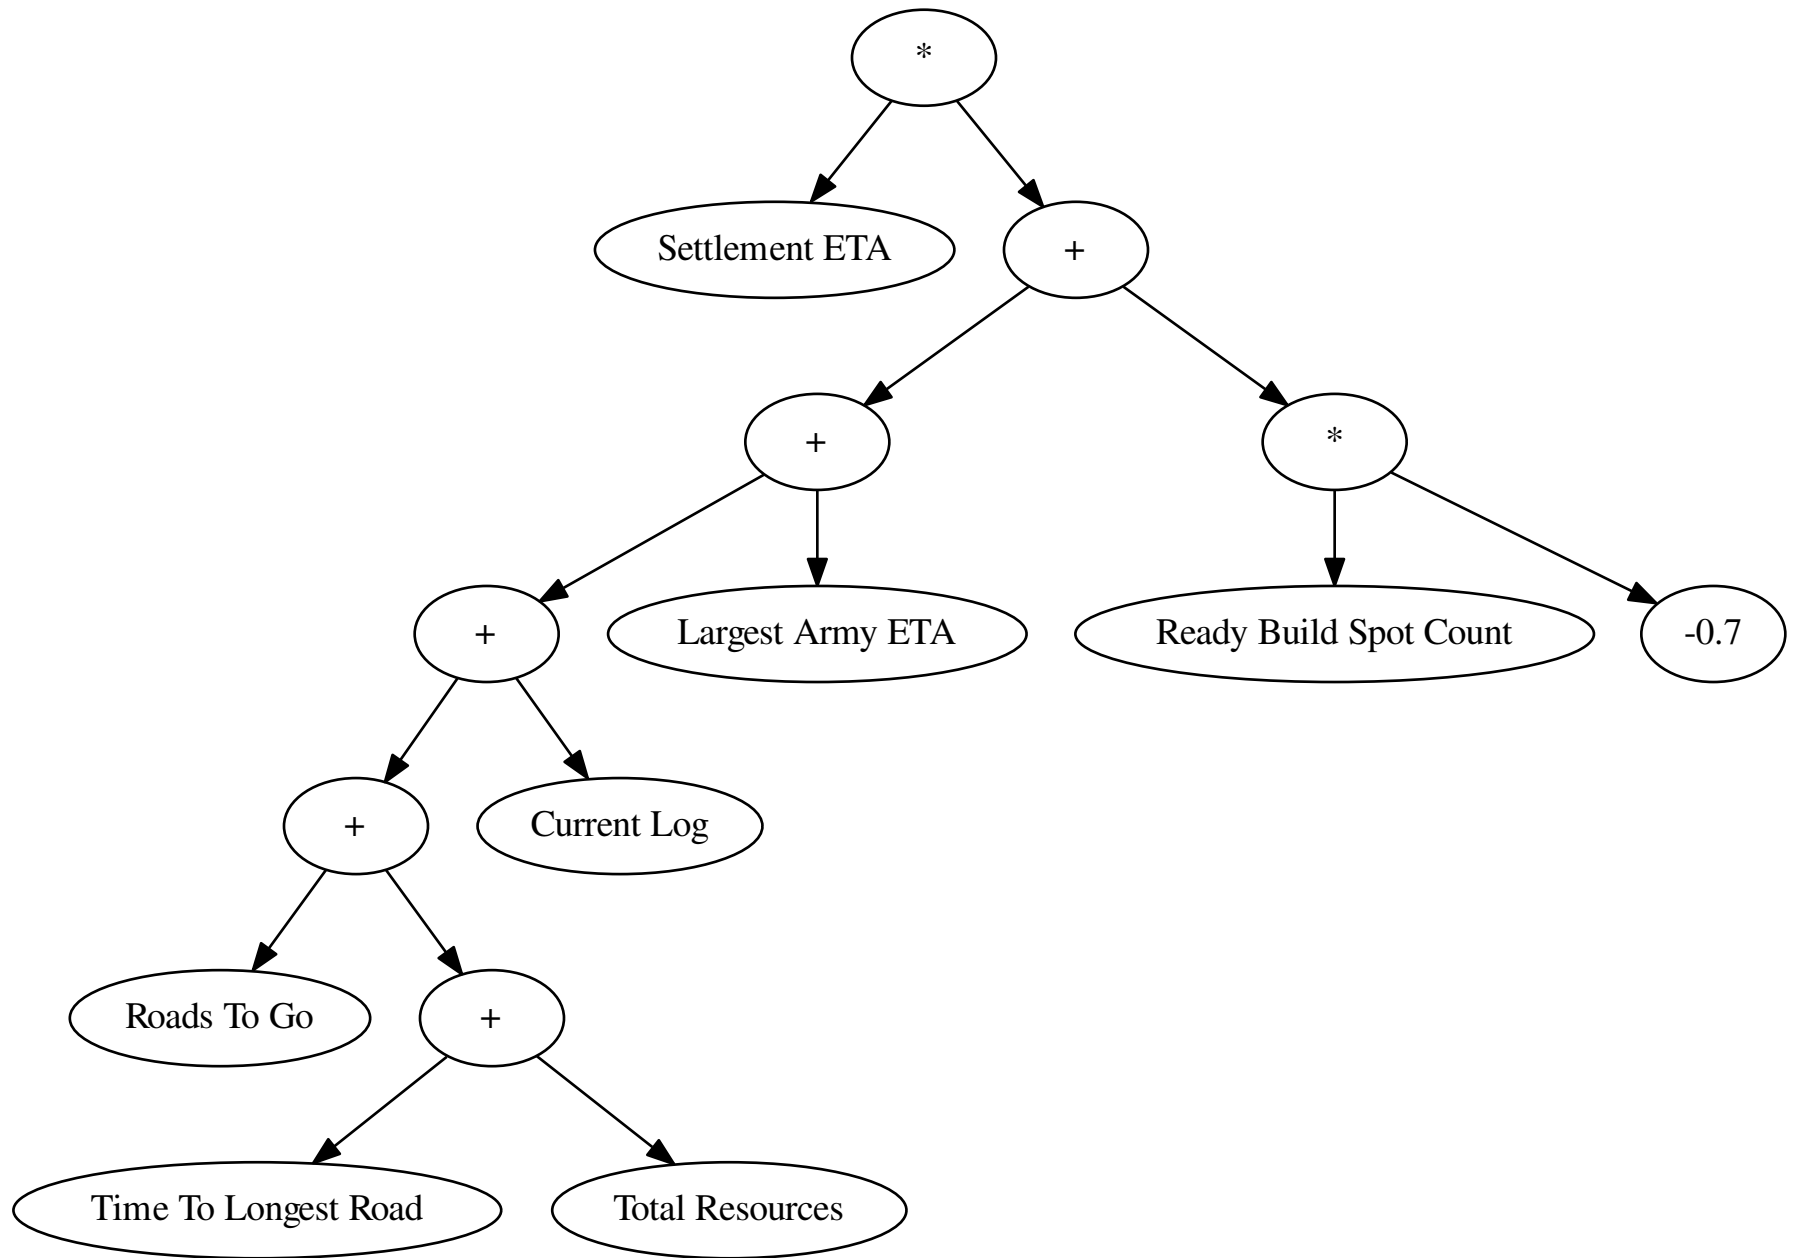 *
Settlement ETA
+
+
*
+
Largest Army ETA
Ready Build Spot Count
-0.7
+
Current Log
Roads To Go
+
Time To Longest Road
Total Resources